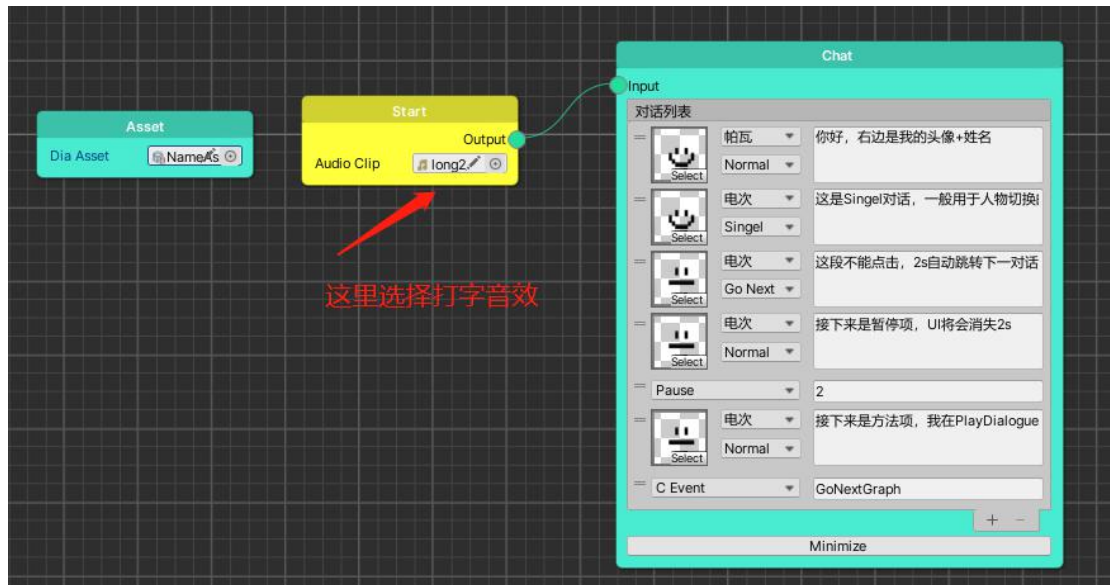 Asset
Dia Asset
NameAs
Start
Output
Audio Clip
long2
这里选择打字音效
Chat
Input
对话列表
Select
帕瓦
Normal
你好，右边是我的头像+姓名
Select
电次
Singel
这是Singel对话，一般用于人物切换
Select
电次
Go Next
这段不能点击，2s自动跳转下一对话
Select
电次
Normal
接下来是暂停项，UI将会消失2s
Pause
2
Select
电次
Normal
接下来是方法项，我在PlayDialogue
C Event
GoNextGraph
+ −
Minimize